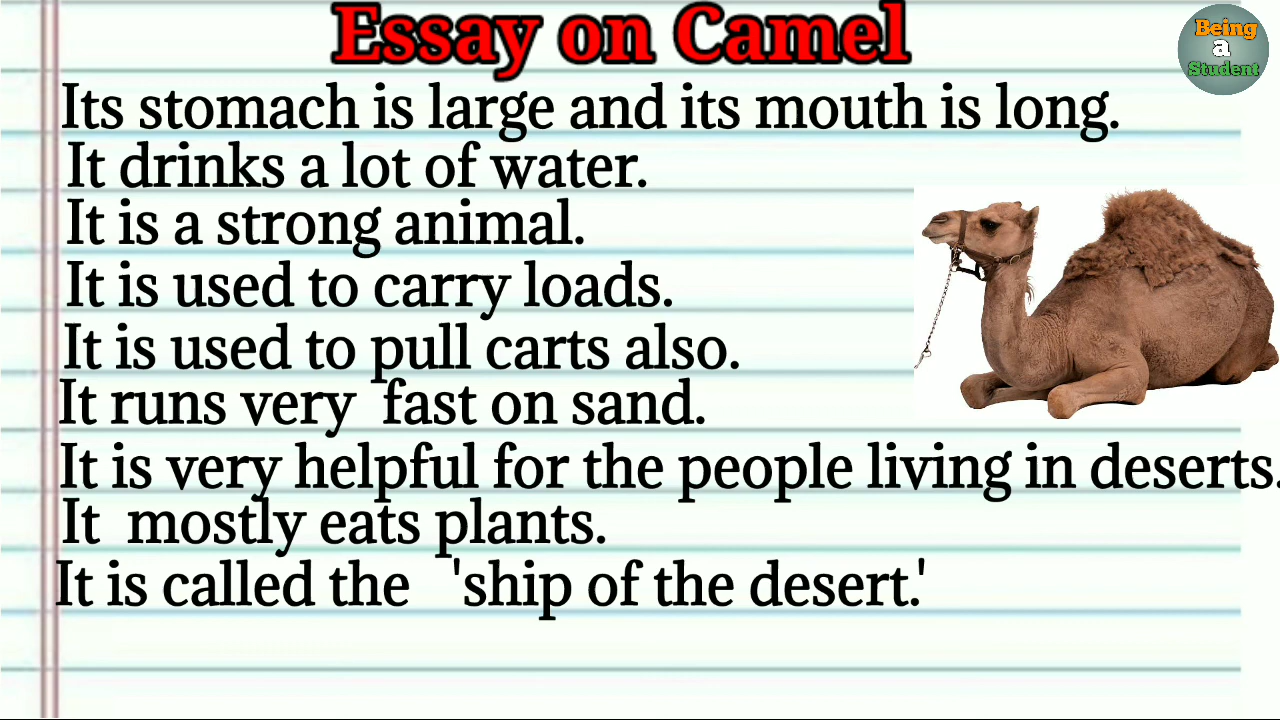 Essay on Camel
Being
a
Student
Its stomach is large and its mouth is long.
It drinks a lot of water.
It is a strong animal.
It is used to carry loads.
It is used to pull carts also.
It runs very fast on sand.
It is very helpful for the people living in deserts.
It mostly eats plants.
It is called the 'ship of the desert.'